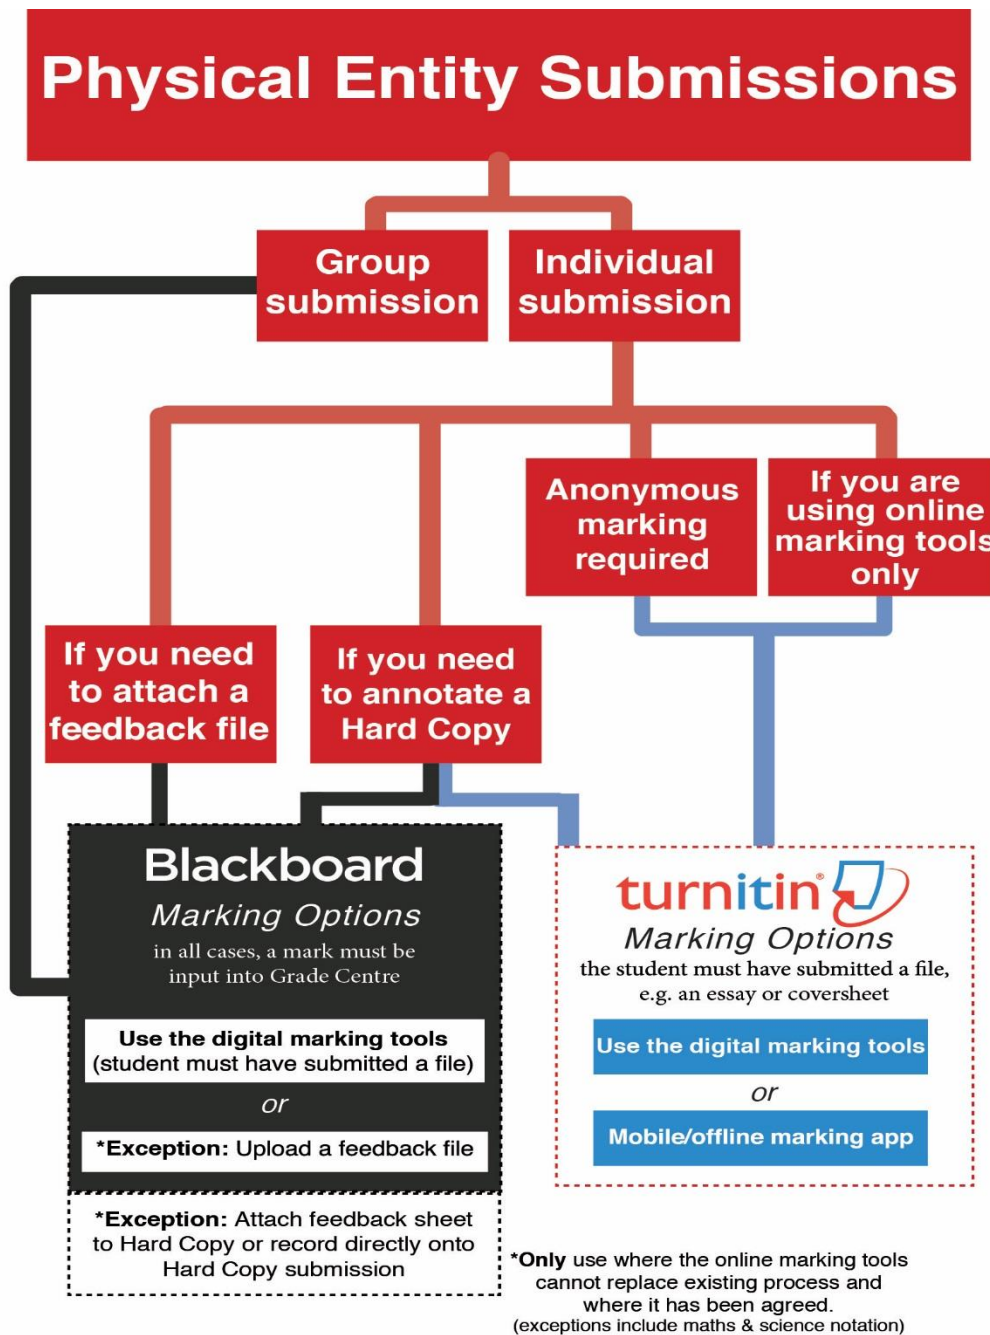 Physical Entity Submissions
Group
submission
Individual
submission
Anonymous
marking
required
If you are
using online
marking tools
only
If you need
to attach a
feedback file
If you need
to annotate a
Hard Copy
Blackboard
Marking Options
in all cases, a mark must be
input into Grade Centre
Use the digital marking tools
(student must have submitted a file)
or
*Exception: Upload a feedback file
*Exception: Attach feedback sheet
to Hard Copy or record directly onto
Hard Copy submission
turnitin®
Marking Options
the student must have submitted a file,
e.g. an essay or coversheet
Use the digital marking tools
or
Mobile/offline marking app
*Only use where the online marking tools
cannot replace existing process and
where it has been agreed.
(exceptions include maths & science notation)